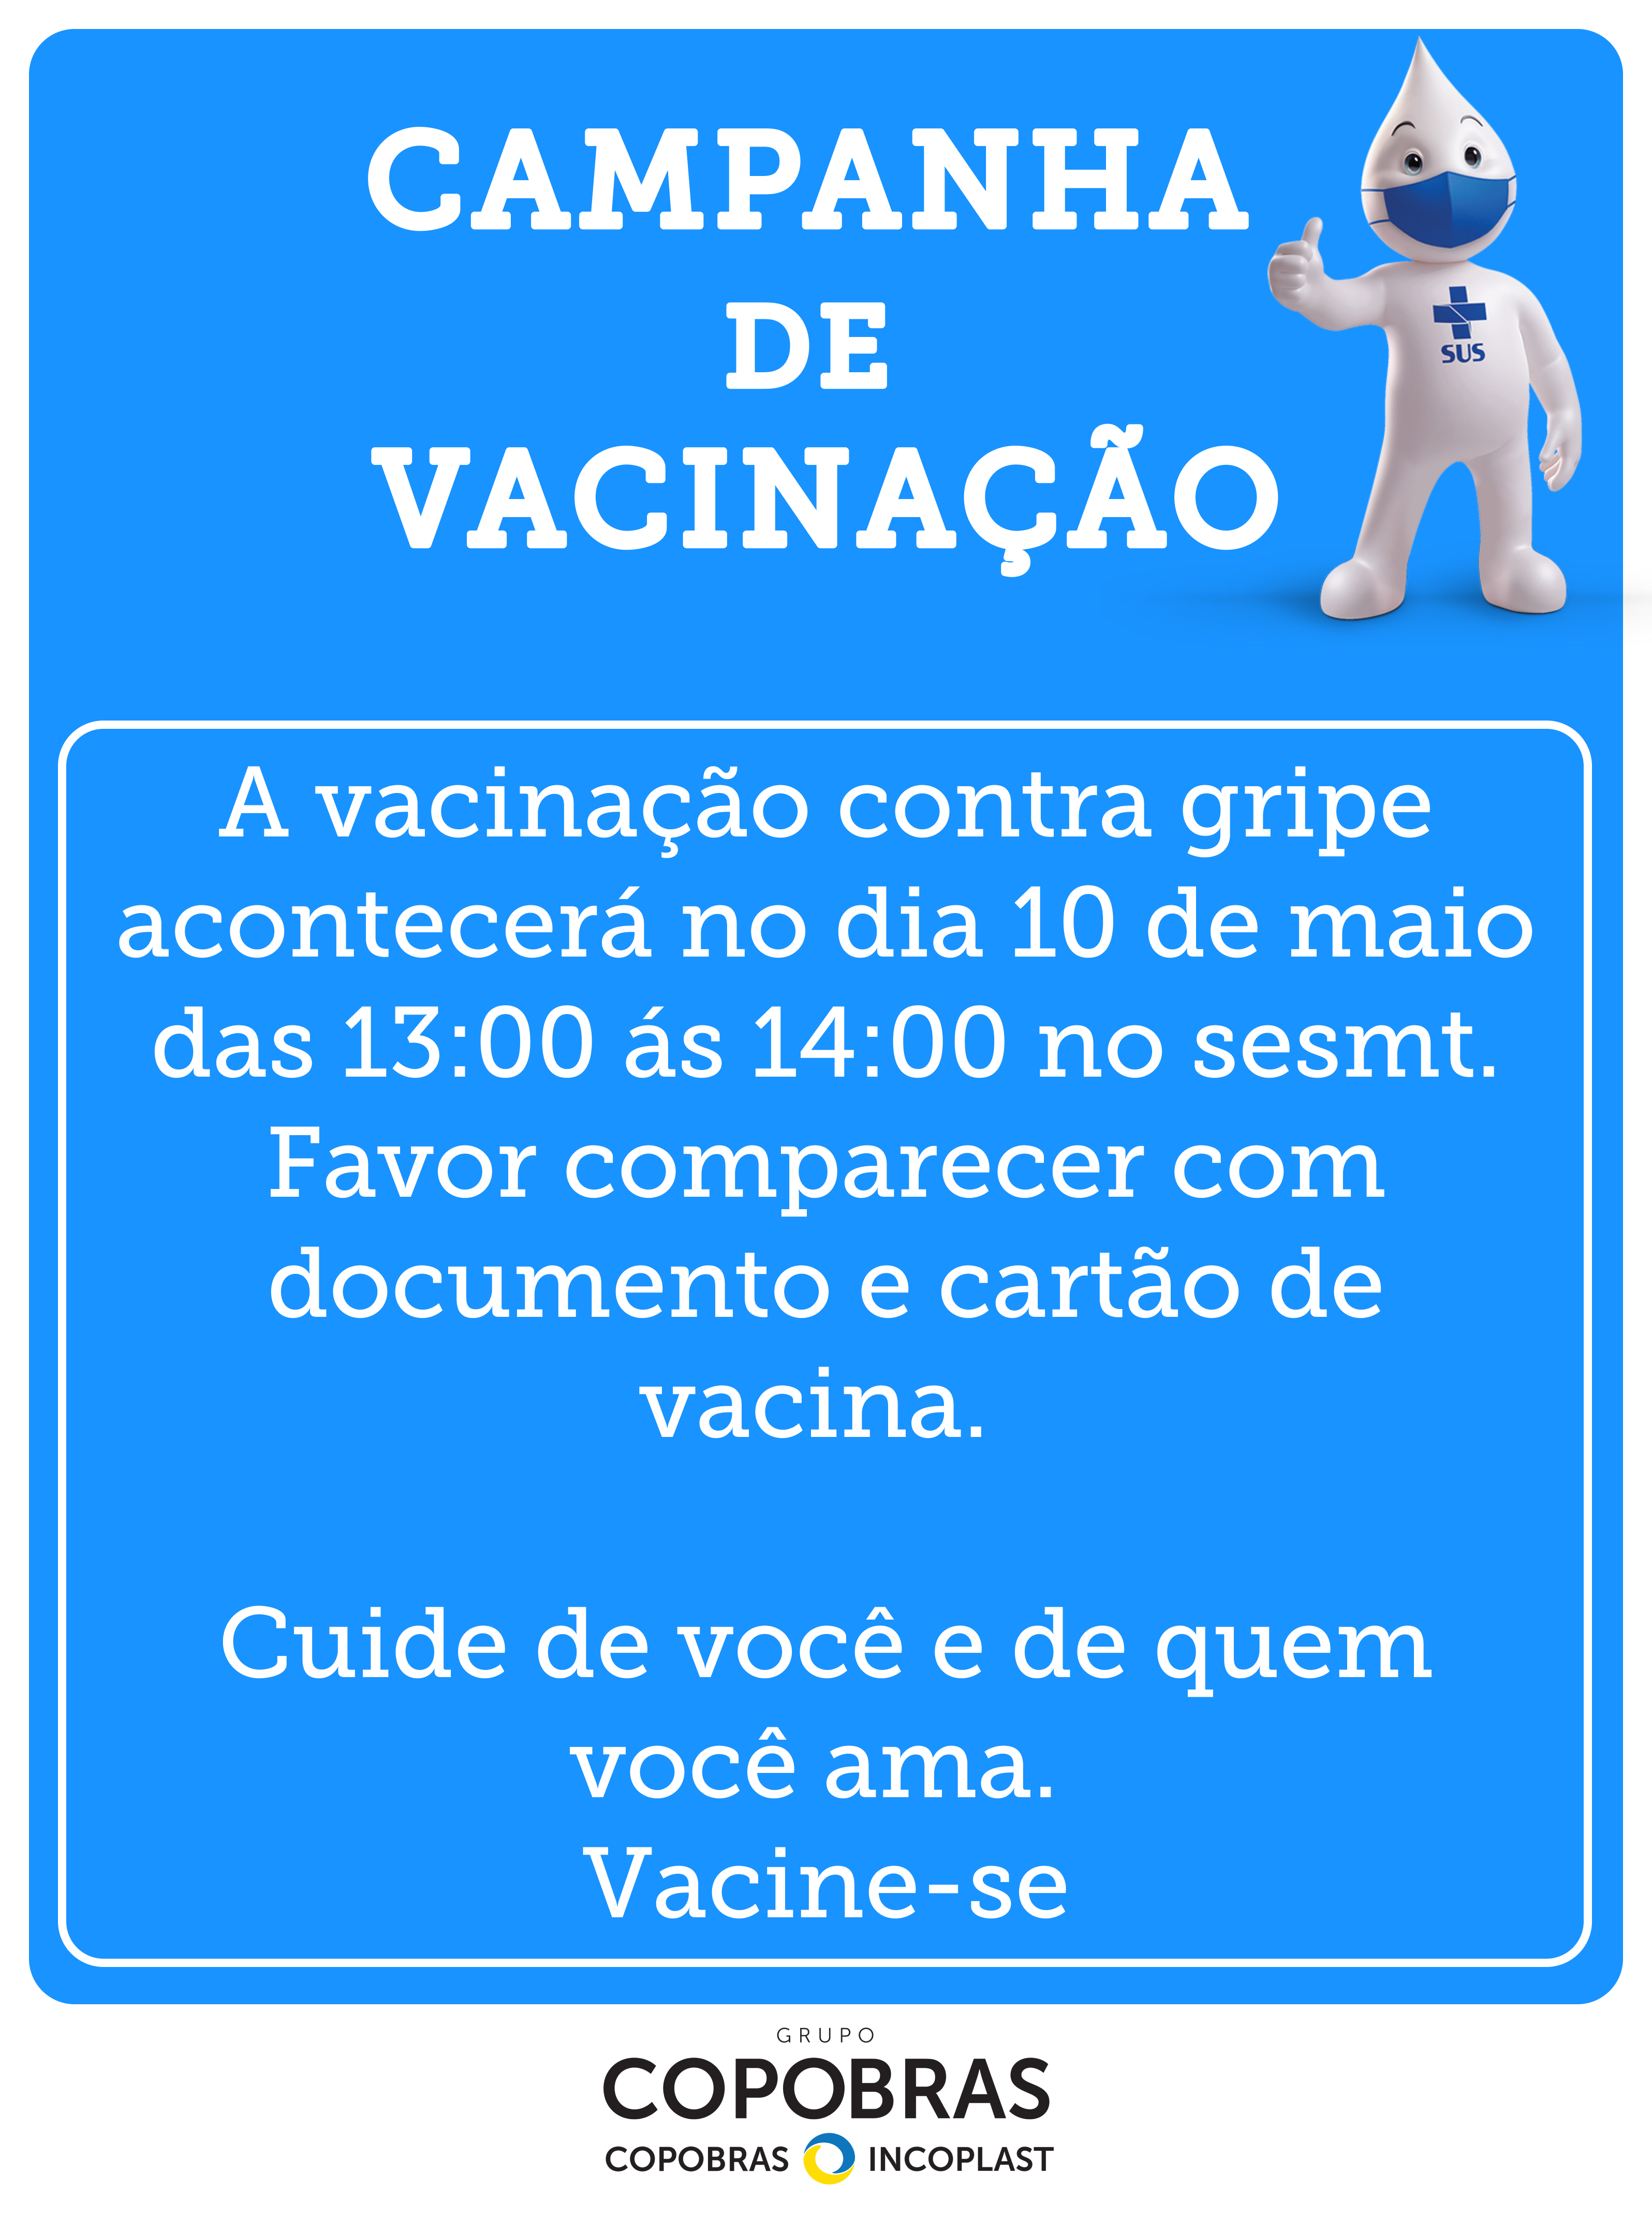 CAMPANHA
DE
VACINAÇÃO
SUS
A vacinação contra gripe
acontecerá no dia 10 de maio
das 13:00 ás 14:00 no sesmt.
Favor comparecer com
documento e cartão de
vacina.
Cuide de você e de quem
você ama.
Vacine-se
GRUPO
COPOBRAS
COPOBRAS INCOPLAST